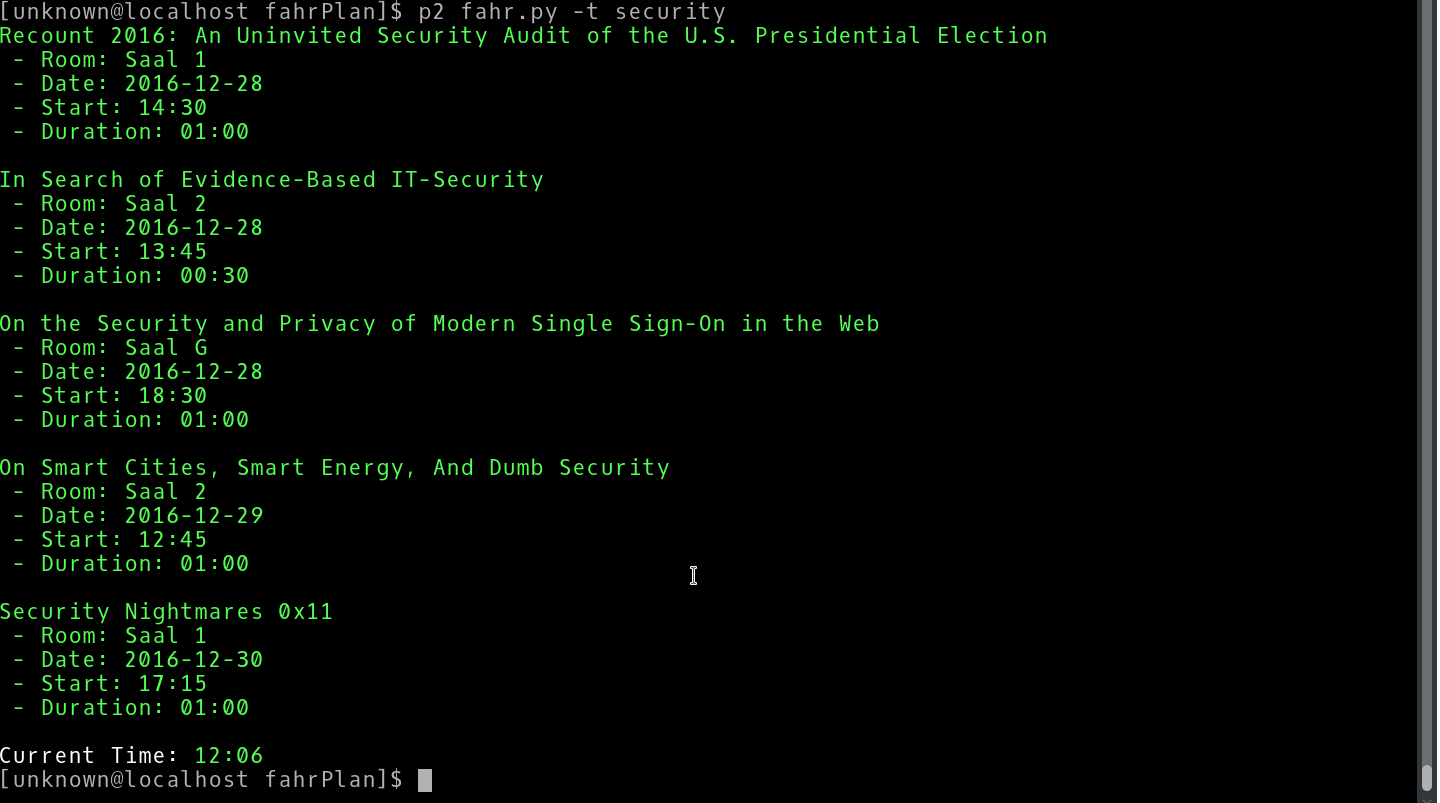 [unknown@localhost fahrPlan]$ p2 fahr.py -t security
Recount 2016: An Uninvited Security Audit of the U.S. Presidential Election
- Room: Saal 1
- Date: 2016-12-28
- Start: 14:30
- Duration: 01:00
In Search of Evidence-Based IT-Security
- Room: Saal 2
- Date: 2016-12-28
- Start: 13:45
- Duration: 00:30
On the Security and Privacy of Modern Single Sign-On in the Web
- Room: Saal G
- Date: 2016-12-28
- Start: 18:30
- Duration: 01:00
On Smart Cities, Smart Energy, And Dumb Security
- Room: Saal 2
- Date: 2016-12-29
- Start: 12:45
- Duration: 01:00
Security Nightmares 0x11
- Room: Saal 1
- Date: 2016-12-30
- Start: 17:15
- Duration: 01:00
Current Time: 12:06
[unknown@localhost fahrPlan]$